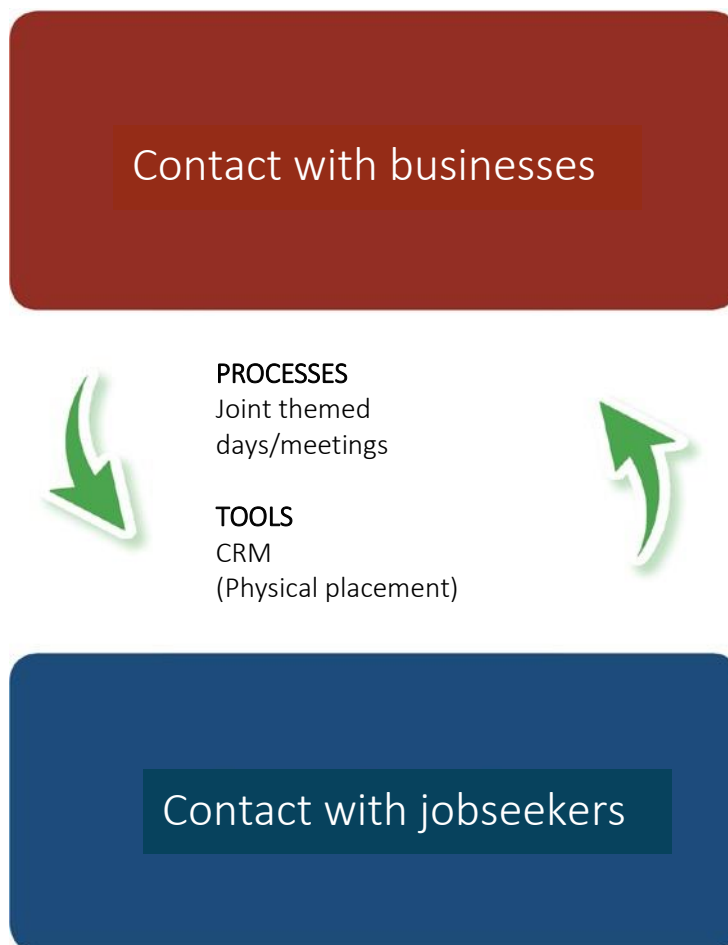 Contact with businesses
PROCESSES
Joint themed
days/meetings
TOOLS
CRM
(Physical placement)
Contact with jobseekers